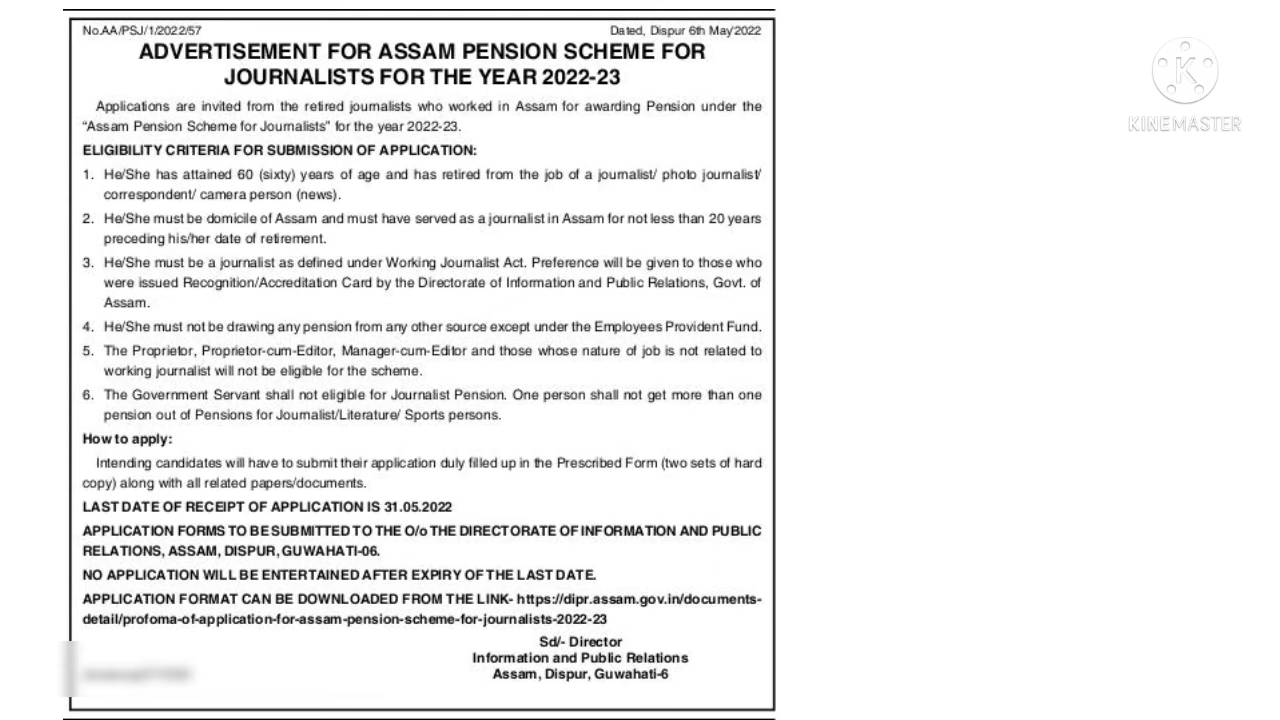 No.AA/PSJ/1/2022/57 Dated, Dispur 6th May'2022
ADVERTISEMENT FOR ASSAM PENSION SCHEME FOR
JOURNALISTS FOR THE YEAR 2022-23
Applications are invited from the retired journalists who worked in Assam for awarding Pension under the
“Assam Pension Scheme for Journalists” for the year 2022-23.
ELIGIBILITY CRITERIA FOR SUBMISSION OF APPLICATION:
1. He/She has attained 60 (sixty) years of age and has retired from the job of a journalist/ photo journalist/
correspondent/ camera person (news).
2. He/She must be domicile of Assam and must have served as a journalist in Assam for not less than 20 years
preceding his/her date of retirement.
3. He/She must be a journalist as defined under Working Journalist Act. Preference will be given to those who
were issued Recognition/Accreditation Card by the Directorate of Information and Public Relations, Govt. of
Assam.
4. He/She must not be drawing any pension from any other source except under the Employees Provident Fund.
5. The Proprietor, Proprietor-cum-Editor, Manager-cum-Editor and those whose nature of job is not related to
working journalist will not be eligible for the scheme.
6. The Government Servant shall not eligible for Journalist Pension. One person shall not get more than one
pension out of Pensions for Journalist/Literature/ Sports persons.
How to apply:
Intending candidates will have to submit their application duly filled up in the Prescribed Form (two sets of hard
copy) along with all related papers/documents.
LAST DATE OF RECEIPT OF APPLICATION IS 31.05.2022
APPLICATION FORMS TO BE SUBMITTED TO THE O/o THE DIRECTORATE OF INFORMATION AND PUBLIC
RELATIONS, ASSAM, DISPUR, GUWAHATI-06.
NO APPLICATION WILL BE ENTERTAINED AFTER EXPIRY OF THE LAST DATE.
APPLICATION FORMAT CAN BE DOWNLOADED FROM THE LINK- https://dipr.assam.gov.in/documents-
detail/profoma-of-application-for-assam-pension-scheme-for-journalists-2022-23
Sd/- Director
Information and Public Relations
Assam, Dispur, Guwahati-6
K
KINEMASTER